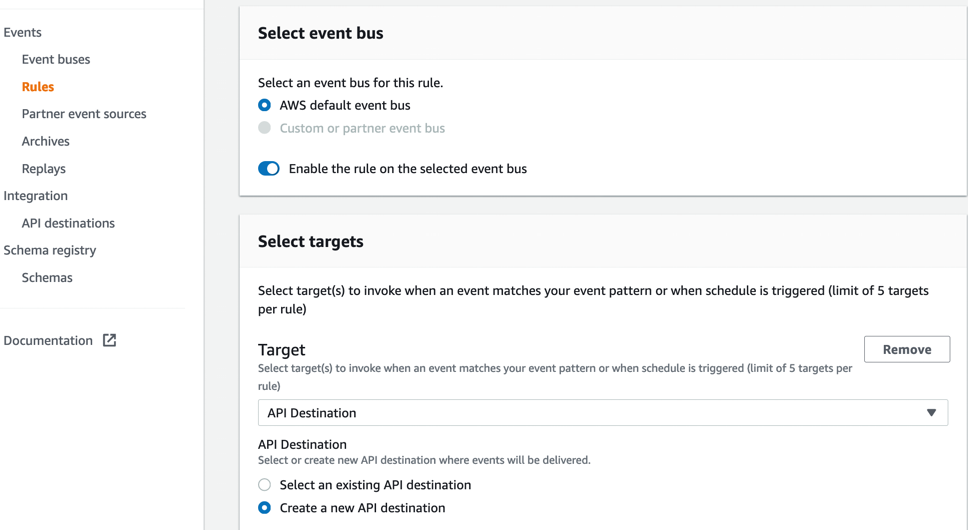 Events
Event buses
Rules
Partner event sources
Archives
Replays
Integration
API destinations
Schema registry
Schemas
Documentation
Select event bus
Select an event bus for this rule.
AWS default event bus
Custom or partner event bus
Enable the rule on the selected event bus
Select targets
Select target(s) to invoke when an event matches your event pattern or when schedule is triggered (limit of 5 targets
per rule)
Target
Remove
Select target(s) to invoke when an event matches your event pattern or when schedule is triggered (limit of 5 targets per
rule)
API Destination
API Destination
Select or create new API destination where events will be delivered.
Select an existing API destination
Create a new API destination